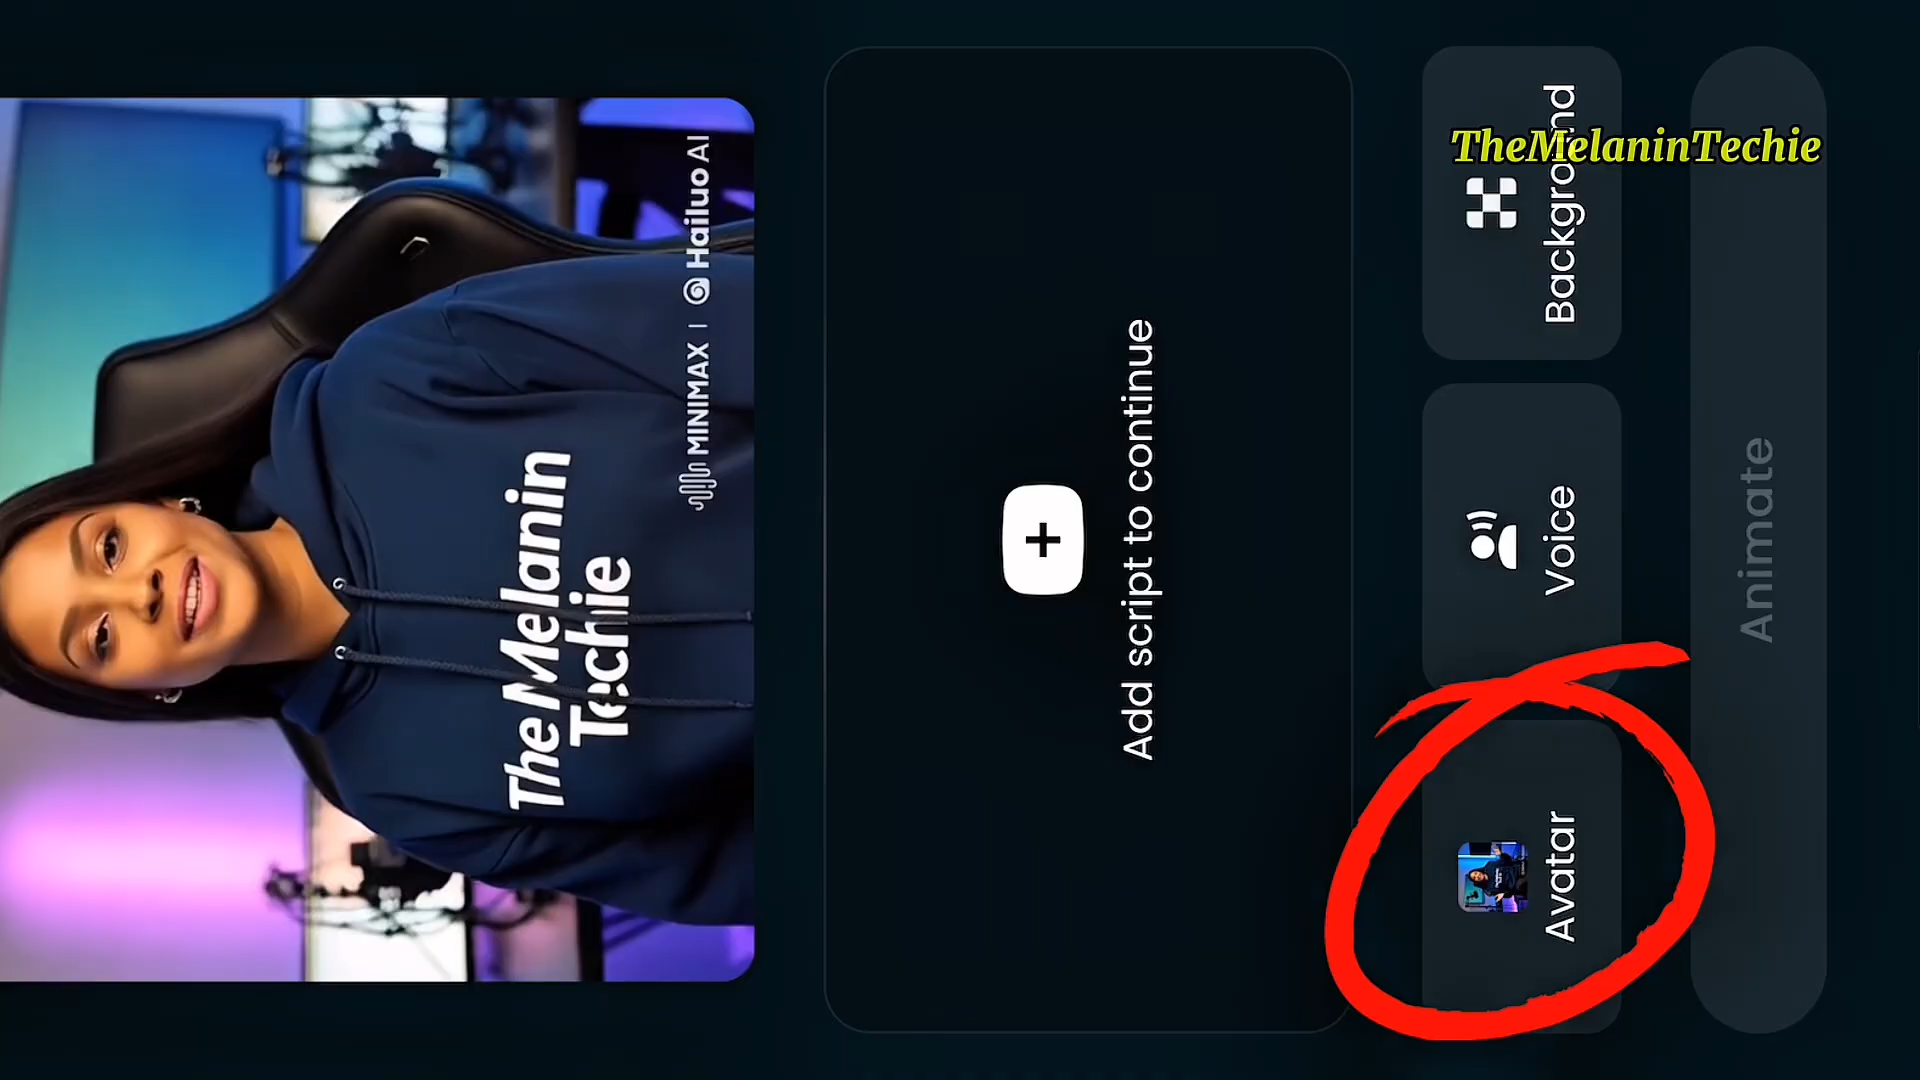 TheMelaninTechie
The Melanin
Techie
MINIMAX | Hailuo AI
Add script to continue
Avatar
Voice
Background
Animate